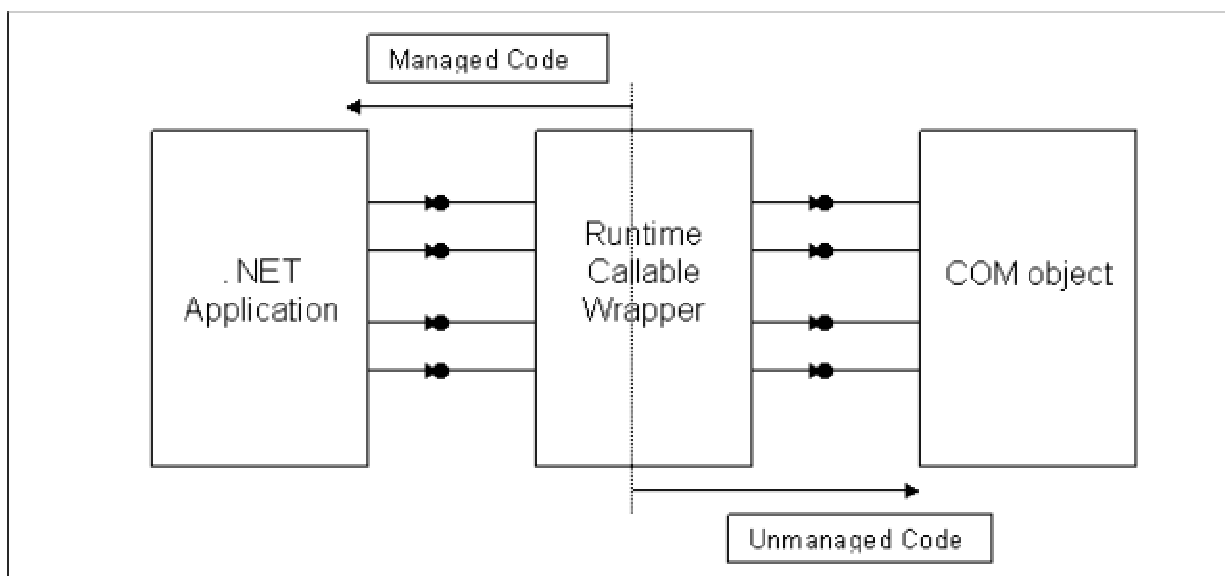 Managed Code
.NET
Application
Runtime
Callable
Wrapper
COM object
Unmanaged Code